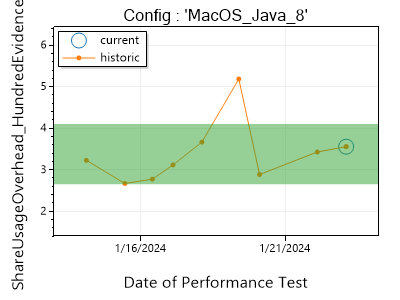 Config : 'MacOS_Java_8'
ShareUsageOverhead_HundredEvidence
current
historic
6
5
4
3
2
1/16/2024
1/21/2024
Date of Performance Test